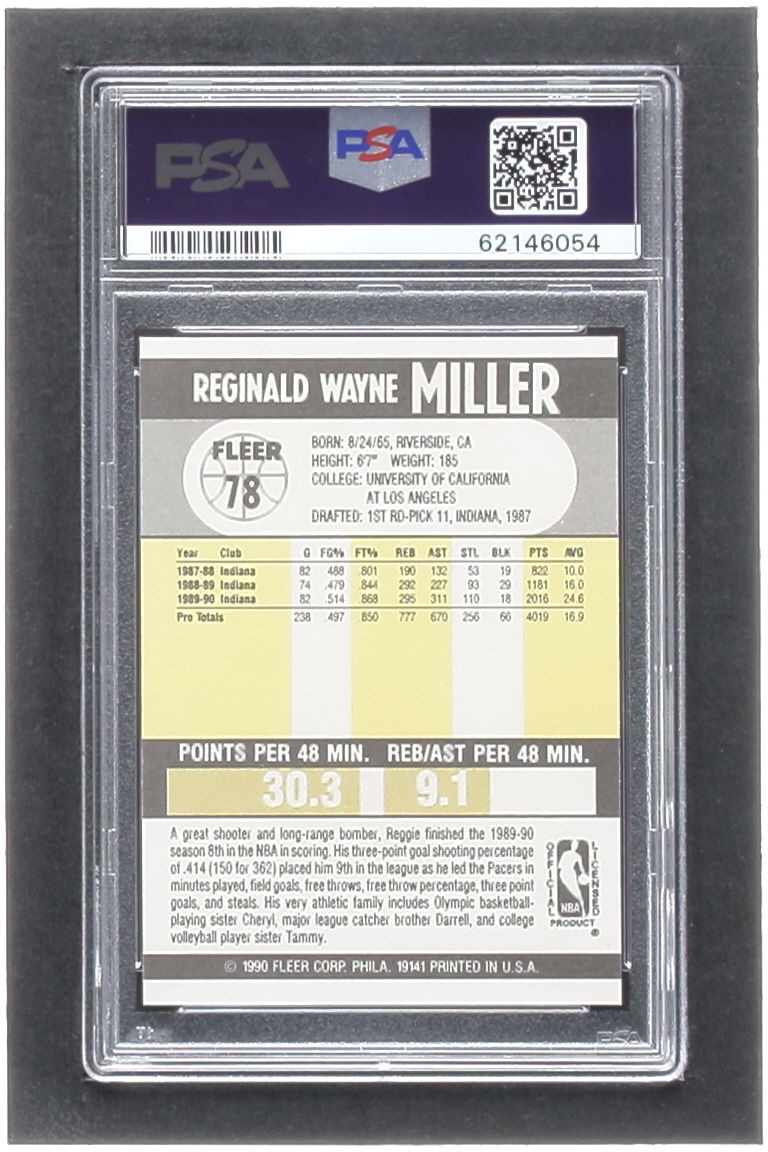 PSA PSA
62146054
REGINALD WAYNE MILLER
FLEER
78
BORN: 8/24/65, RIVERSIDE, CA
HEIGHT: 6'7" WEIGHT: 185
COLLEGE: UNIVERSITY OF CALIFORNIA
AT LOS ANGELES
DRAFTED: 1ST RD-PICK 11, INDIANA, 1987
Year Club G FG% FT% REB AST STL BLK PTS AVG
1987-88 Indiana 82 .488 .801 190 132 53 19 822 10.0
1988-89 Indiana 74 .479 .844 292 227 93 29 1181 16.0
1989-90 Indiana 82 .514 .868 295 311 110 18 2016 24.6
Pro Totals 238 .497 .850 777 670 256 66 4019 16.9
POINTS PER 48 MIN. REB/AST PER 48 MIN.
30.3 9.1
A great shooter and long-range bomber, Reggie finished the 1989-90
season 8th in the NBA in scoring. His three-point goal shooting percentage
of .414 (150 for 362) placed him 9th in the league as he led the Pacers in
minutes played, field goals, free throws, free throw percentage, three point
goals, and steals. His very athletic family includes Olympic basketball-
playing sister Cheryl, major league catcher brother Darrell, and college
volleyball player sister Tammy.
OFFICIAL LICENSED
NBA
PRODUCT ®
© 1990 FLEER CORP. PHILA. 19141 PRINTED IN U.S.A.
PSA